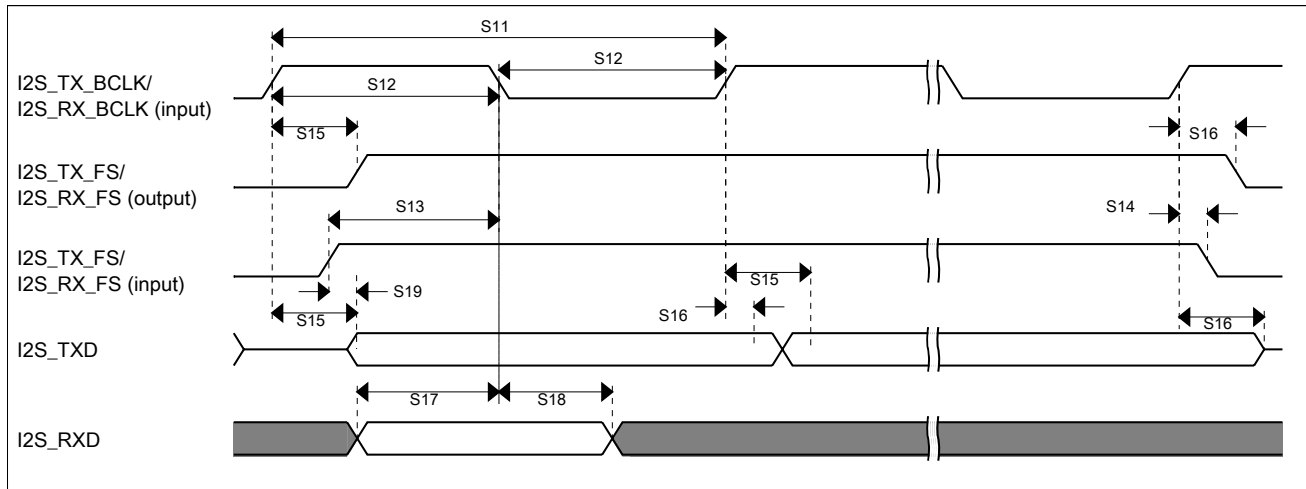 S11
I2S_TX_BCLK/
I2S_RX_BCLK (input)
S12
S12
S15
S16
I2S_TX_FS/
I2S_RX_FS (output)
S13
S14
I2S_TX_FS/
I2S_RX_FS (input)
S15
S19
S15
S16
S16
I2S_TXD
S17
S18
I2S_RXD